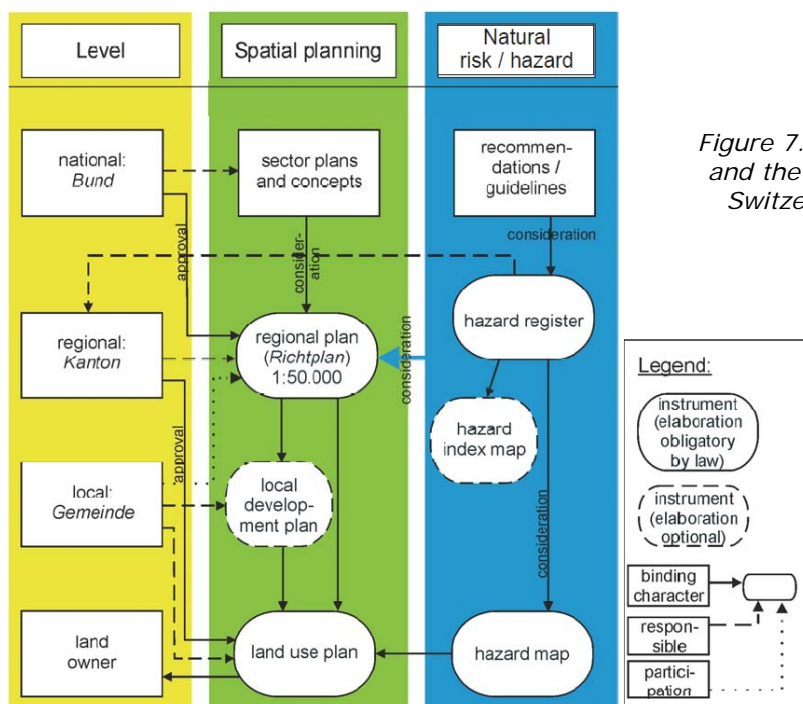 Level
Spatial planning
Natural
risk / hazard
national:
Bund
sector plans
and concepts
recommen-
dations /
guidelines
Figure 7.
and the
Switze
approval
consider-
ation
consideration
regional:
Kanton
regional plan
(Richtplan)
1:50.000
consideration
hazard register
hazard
index map
approval
local:
Gemeinde
local
develop-
ment plan
consideration
land
owner
land use plan
hazard map
Legend:
instrument
(elaboration
obligatory
by law)
instrument
(elaboration
optional)
binding
character
respon-
sible
partici-
pation